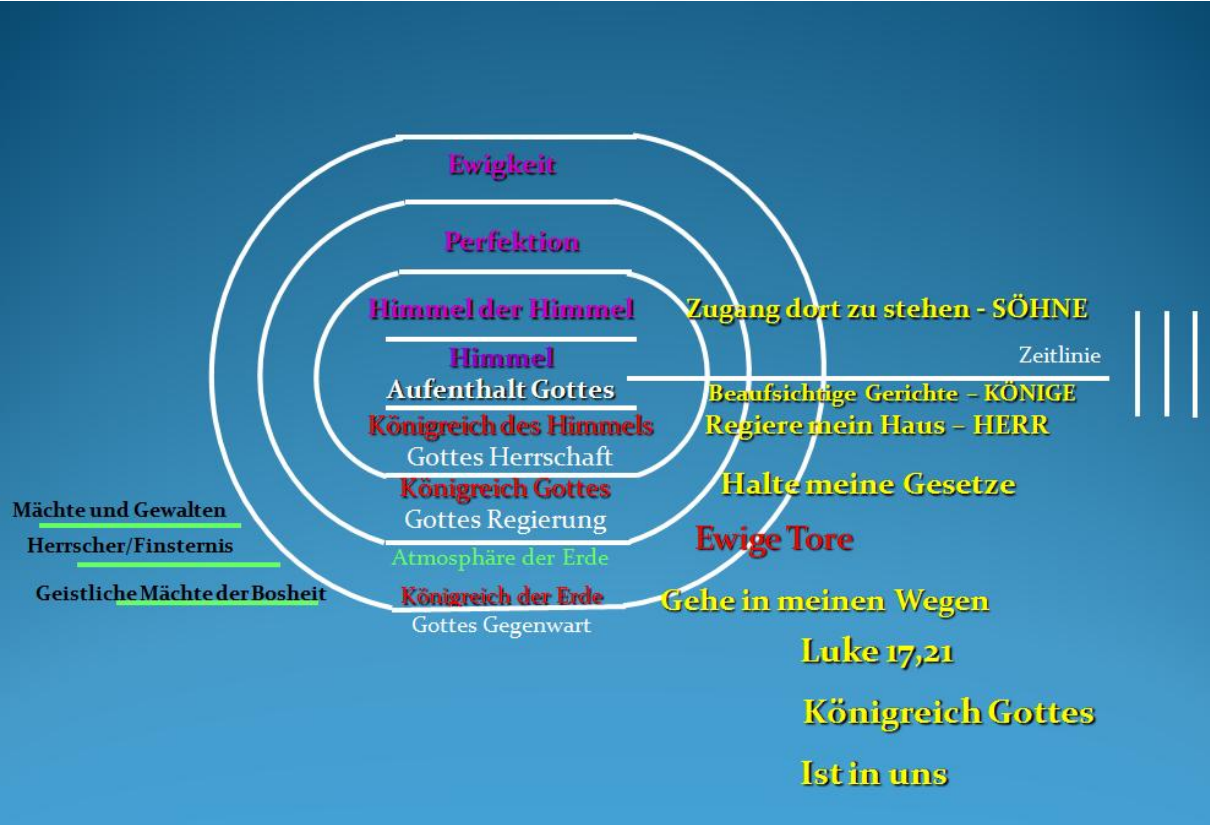 Ewigkeit
Perfektion
Himmel der Himmel
Zugang dort zu stehen - SÖHNE
Himmel
Zeitlinie
Aufenthalt Gottes
Beaufsichtige Gerichte – KÖNIGE
Königreich des Himmels
Regiere mein Haus – HERR
Gottes Herrschaft
Königreich Gottes
Halte meine Gesetze
Mächte und Gewalten
Gottes Regierung
Herrscher/Finsternis
Ewige Tore
Atmosphäre der Erde
Geistliche Mächte der Bosheit
Königreich der Erde
Gehe in meinen Wegen
Gottes Gegenwart
Luke 17,21
Königreich Gottes
Ist in uns